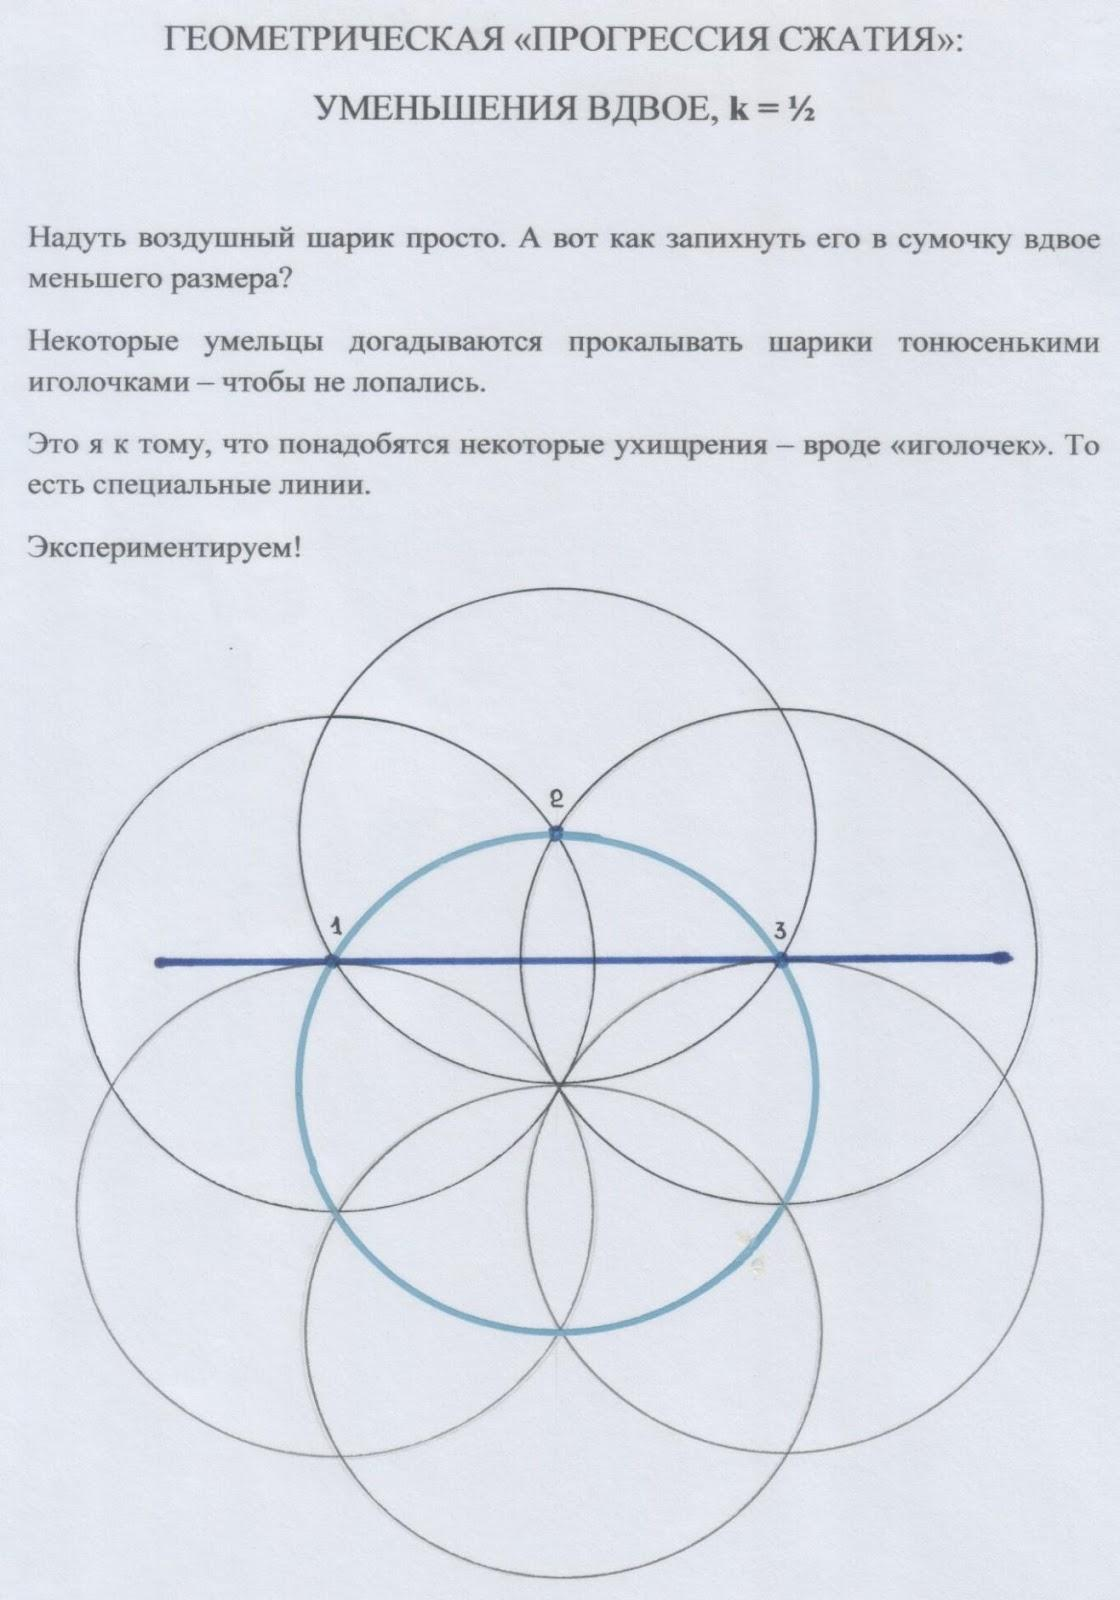 ГЕОМЕТРИЧЕСКАЯ «ПРОГРЕССИЯ СЖАТИЯ»:
УМЕНЬШЕНИЯ ВДВОЕ, k = ½
Надуть воздушный шарик просто. А вот как запихнуть его в сумочку вдвое
меньшего размера?
Некоторые умельцы догадываются прокалывать шарики тонюсенькими
иголочками – чтобы не лопались.
Это я к тому, что понадобятся некоторые ухищрения – вроде «иголочек». То
есть специальные линии.
Экспериментируем!
2
1
3